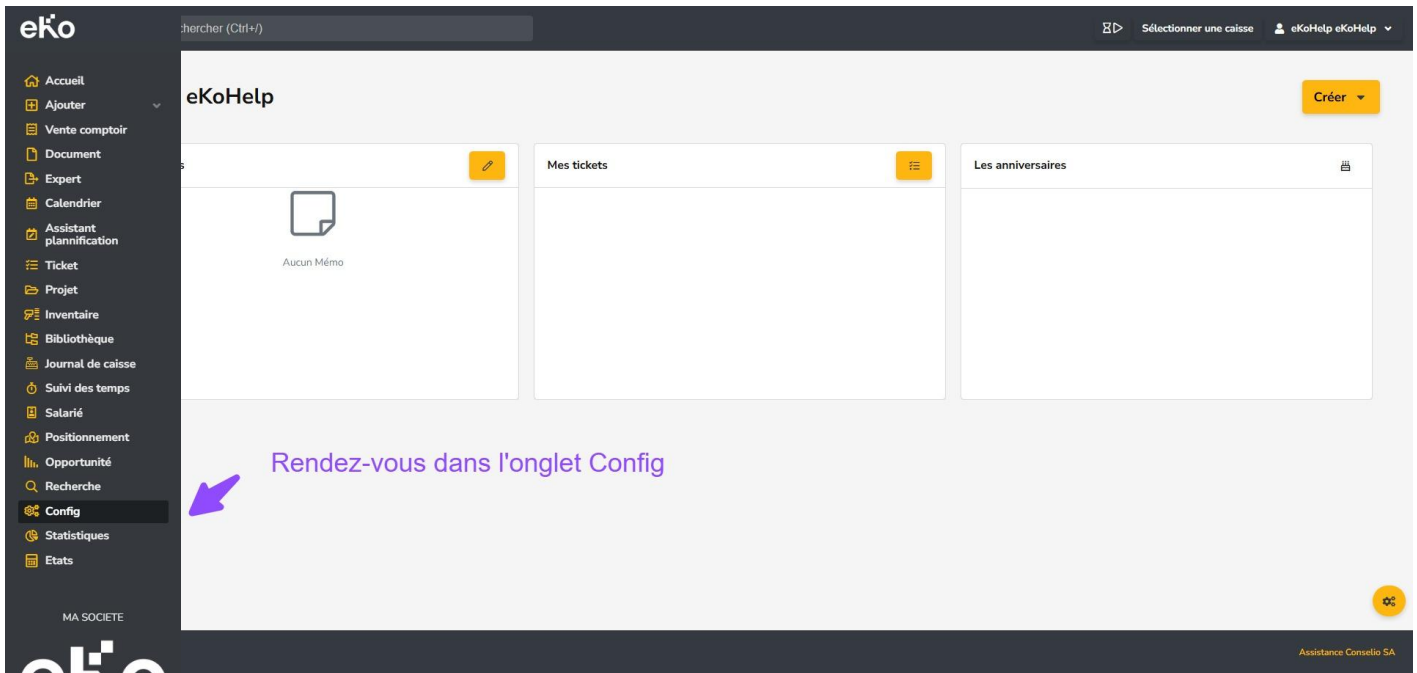 eko
chercher (Ctrl+/)
Sélectionner une caisse
eKoHelp eKoHelp
Accueil
Ajouter
Vente comptoir
Document
Expert
Calendrier
Assistant
plannification
Ticket
Projet
Inventaire
Bibliothèque
Journal de caisse
Suivi des temps
Salarié
Positionnement
Opportunité
Recherche
Config
Statistiques
Etats
MA SOCIETE
eko
eKoHelp
Créer
s
Mes tickets
Les anniversaires
Aucun Mémo
Rendez-vous dans l'onglet Config
Assistance Conselio SA